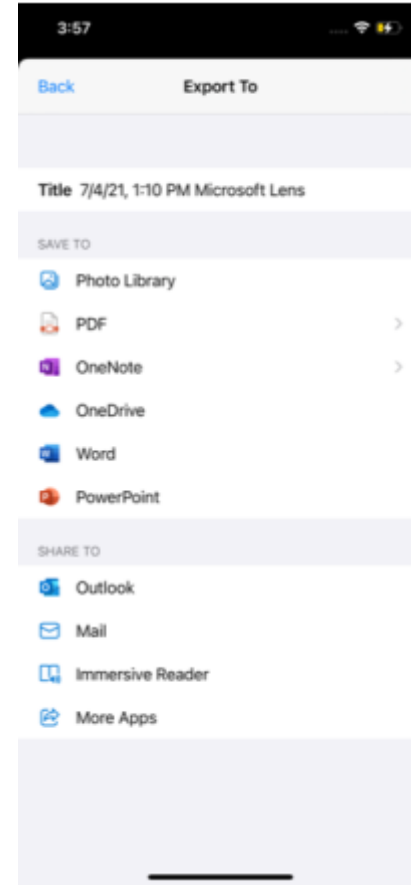 3:57
Back Export To
Title 7/4/21, 1:10 PM Microsoft Lens
SAVE TO
Photo Library
PDF
OneNote
OneDrive
Word
PowerPoint
SHARE TO
Outlook
Mail
Immersive Reader
More Apps